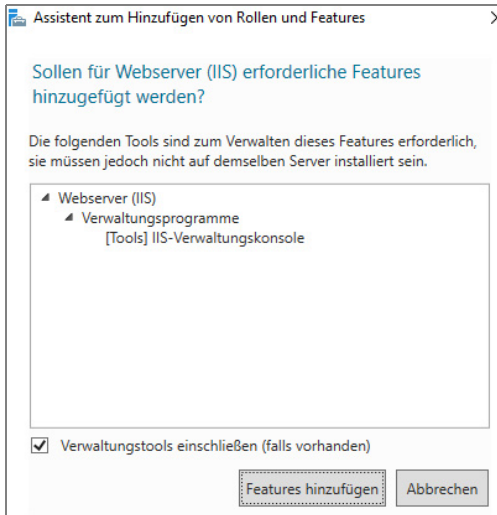 Assistent zum Hinzufügen von Rollen und Features
Sollen für Webserver (IIS) erforderliche Features
hinzugefügt werden?
Die folgenden Tools sind zum Verwalten dieses Features erforderlich,
sie müssen jedoch nicht auf demselben Server installiert sein.
Webserver (IIS)
Verwaltungsprogramme
[Tools] IIS-Verwaltungskonsole
Verwaltungstools einschließen (falls vorhanden)
Features hinzufügen Abbrechen